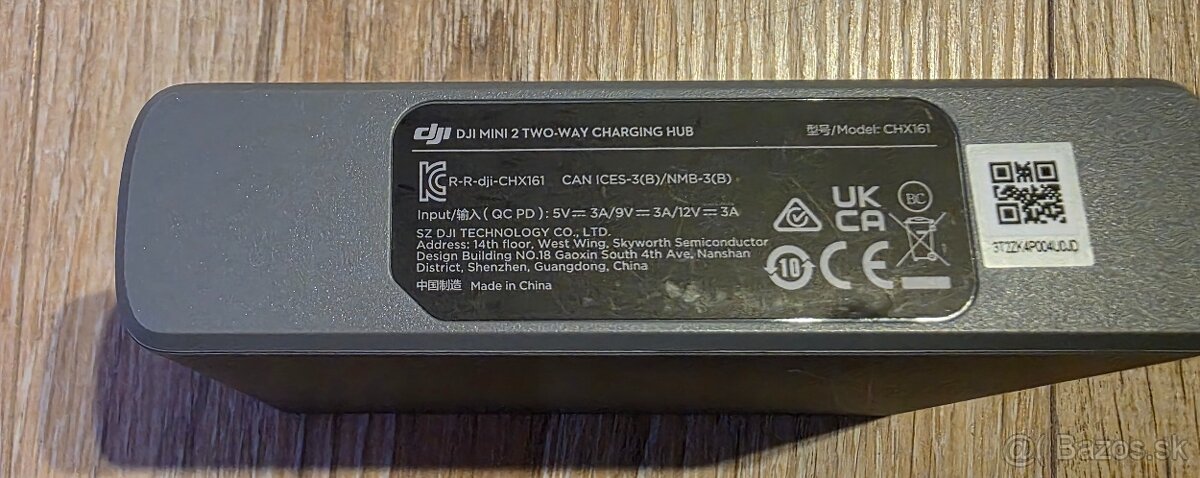 dji DJI MINI 2 TWO-WAY CHARGING HUB 型号/Model: CHX161
R-R-dji-CHX161 CAN ICES-3(B)/NMB-3(B)
Input/输入(QC PD): 5V⎓3A/9V⎓3A/12V⎓3A
SZ DJI TECHNOLOGY CO., LTD.
Address: 14th floor, West Wing, Skyworth Semiconductor
Design Building NO.18 Gaoxin South 4th Ave, Nanshan
District, Shenzhen, Guangdong, China
中国制造 Made in China
UK
CA
BC
10
CE
3TZZK4P004U0JD
Bazos.sk